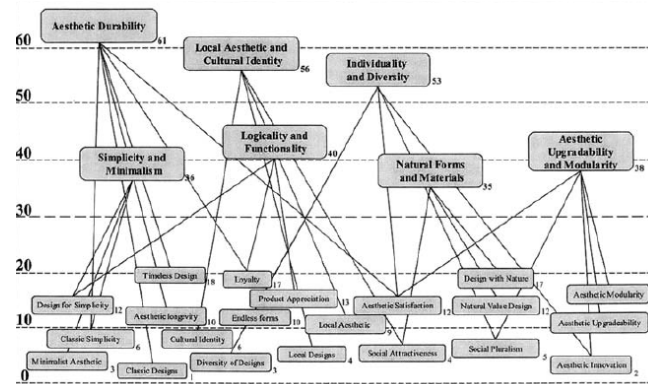 Aesthetic Durability
61
Local Aesthetic and
Cultural Identity
56
Individuality
and Diversity
53
60
50
Logicality and
Functionality
40
Simplicity and
Minimalism
36
Natural Forms
and Materials
35
Aesthetic
Upgradability
and Modularity
38
40
30
20
Timeless Design
18
Loyalty
17
Design with Nature
17
Design for Simplicity
12
Product Appreciation
13
Aesthetic Satisfaction
12
Natural Value Design
12
Aesthetic Modularity
Aesthetic longevity
10
Endless forms
10
Local Aesthetic
9
Aesthetic Upgradeability
10
Classic Simplicity
6
Cultural Identity
6
Local Designs
4
Social Attractiveness
4
Social Pluralism
5
Minimalist Aesthetic
3
Classic Designs
1
Diversity of Designs
3
Aesthetic Innovation
2
0